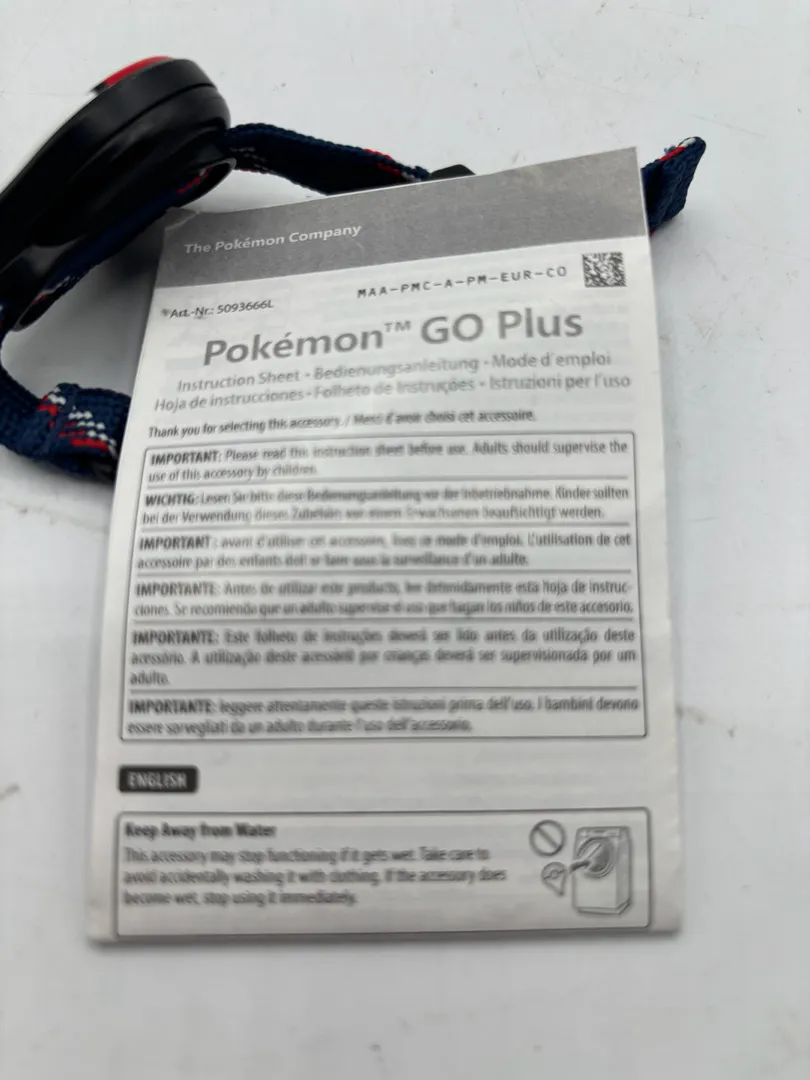 The Pokémon Company
MAA-PMC-A-PM-EUR-CO
*Art.-Nr.: 5093666L
Pokémon™ GO Plus
Instruction Sheet • Bedienungsanleitung • Mode d'emploi
Hoja de instrucciones • Folheto de Instruções • Istruzioni per l'uso
Thank you for selecting this accessory. / Merci d'avoir choisi cet accessoire.
IMPORTANT: Please read this instruction sheet before use. Adults should supervise the
use of this accessory by children.
WICHTIG: Lesen Sie bitte diese Bedienungsanleitung vor der Inbetriebnahme. Kinder sollten
bei der Verwendung dieses Zubehörs von einem Erwachsenen beaufsichtigt werden.
IMPORTANT : avant d'utiliser cet accessoire, lisez ce mode d'emploi. L'utilisation de cet
accessoire par des enfants doit se faire sous la surveillance d'un adulte.
IMPORTANTE: Antes de utilizar este producto, lee detenidamente esta hoja de instruc-
ciones. Se recomienda que un adulto supervise el uso que hagan los niños de este accesorio.
IMPORTANTE: Este folheto de instruções deverá ser lido antes da utilização deste
acessório. A utilização deste acessório por crianças deverá ser supervisionada por um
adulto.
IMPORTANTE: leggere attentamente queste istruzioni prima dell'uso. I bambini devono
essere sorvegliati da un adulto durante l'uso dell'accessorio.
ENGLISH
Keep Away from Water
This accessory may stop functioning if it gets wet. Take care to
avoid accidentally washing it with clothing. If the accessory does
become wet, stop using it immediately.